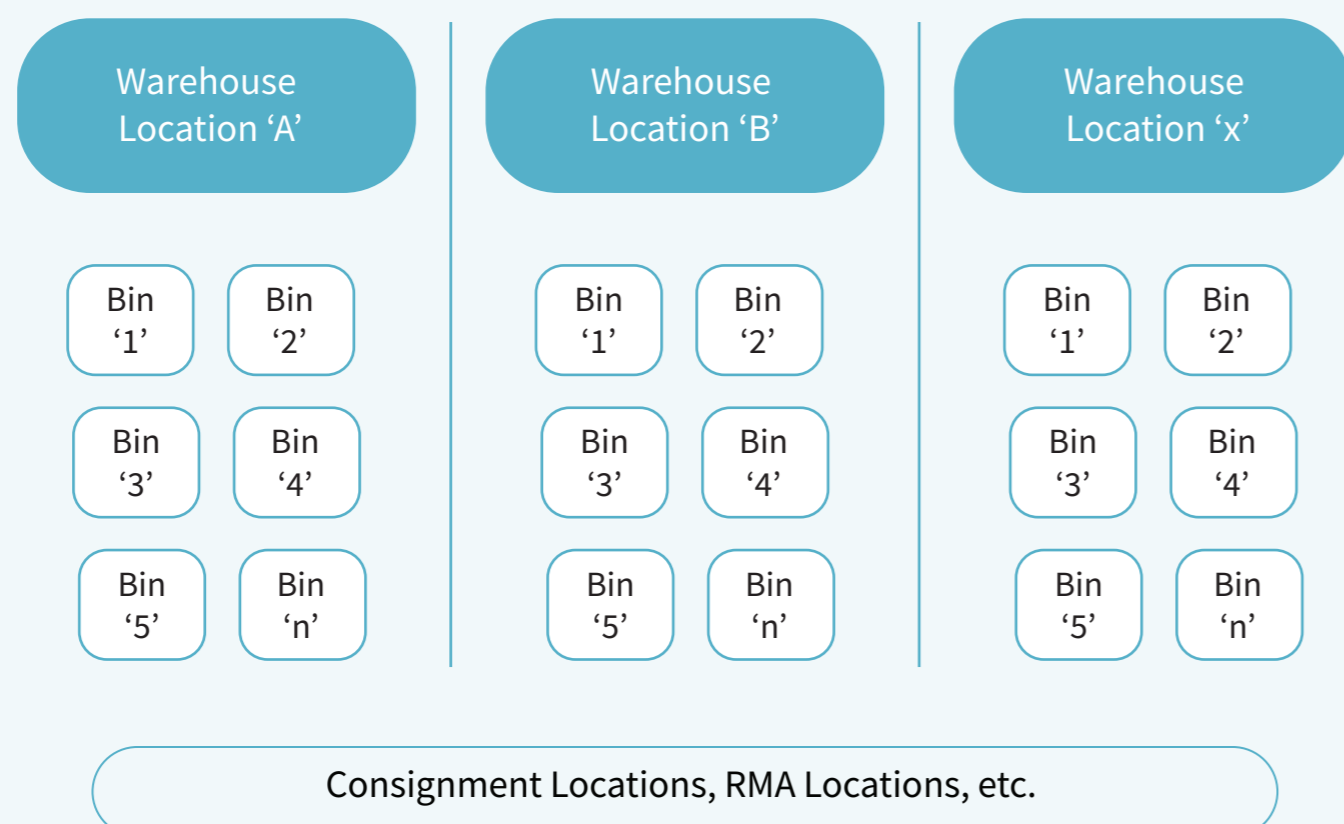 Warehouse
Location ‘A’
Warehouse
Location ‘B’
Warehouse
Location ‘x’
Bin
‘1’
Bin
‘2’
Bin
‘3’
Bin
‘4’
Bin
‘5’
Bin
‘n’
Bin
‘1’
Bin
‘2’
Bin
‘3’
Bin
‘4’
Bin
‘5’
Bin
‘n’
Bin
‘1’
Bin
‘2’
Bin
‘3’
Bin
‘4’
Bin
‘5’
Bin
‘n’
Consignment Locations, RMA Locations, etc.